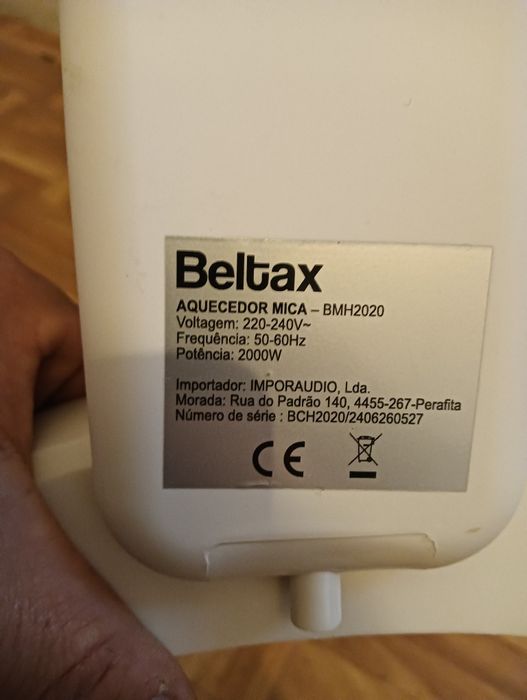 Beltax
AQUECEDOR MICA – BMH2020
Voltagem: 220-240V~
Frequência: 50-60Hz
Potência: 2000W
Importador: IMPORAUDIO, Lda.
Morada: Rua do Padrão 140, 4455-267-Perafita
Número de série : BCH2020/2406260527
CE